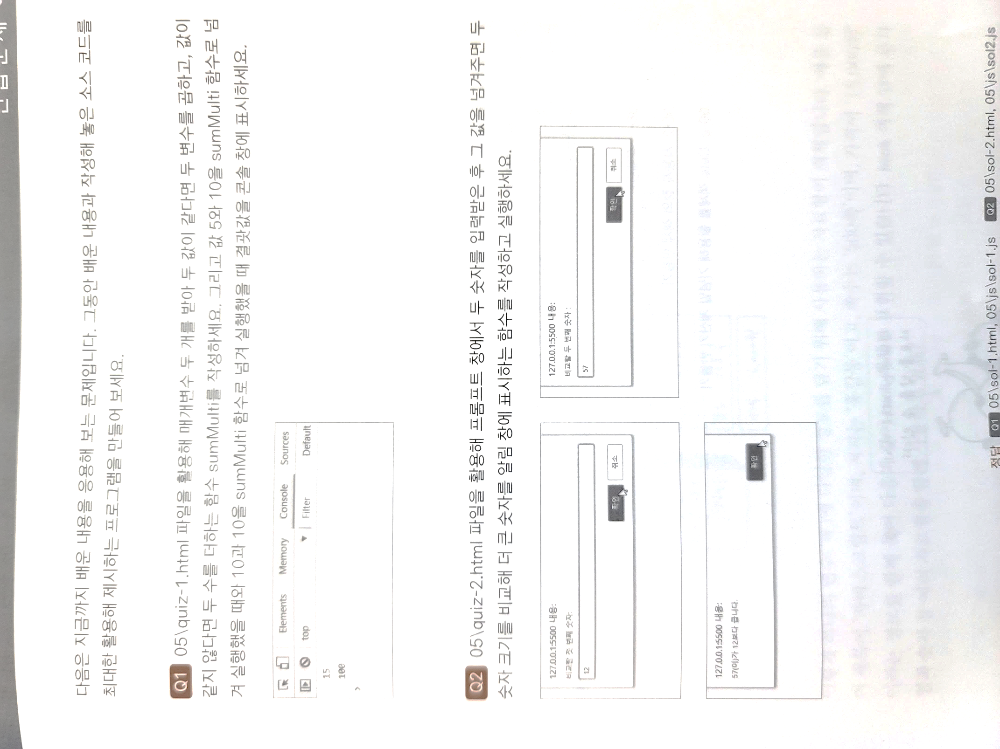 다음은 지금까지 배운 내용을 응용해 보는 문제입니다. 그동안 배운 내용과 작성해 놓은 소스 코드를
최대한 활용해 제시하는 프로그램을 만들어 보세요.
Q1 05\quiz-1.html 파일을 활용해 매개변수 두 개를 받아 두 값이 같다면 두 변수를 곱하고, 값이
같지 않다면 두 수를 더하는 함수 sumMulti를 작성하세요. 그리고 값 5와 10을 sumMulti 함수로 넘
겨 실행했을 때와 10과 10을 sumMulti 함수로 넘겨 실행했을 때 결괏값을 콘솔 창에 표시하세요.
Elements Memory Console Sources
top ▼ Filter Default
15
100
>
Q2 05\quiz-2.html 파일을 활용해 프롬프트 창에서 두 숫자를 입력받은 후 그 값을 넘겨주면 두
숫자 크기를 비교해 더 큰 숫자를 알림 창에 표시하는 함수를 작성하고 실행하세요.
127.0.0.1:5500 내용:
비교할 첫 번째 숫자:
12
확인 취소
127.0.0.1:5500 내용:
비교할 두 번째 숫자 :
57
확인 취소
127.0.0.1:5500 내용:
57(이)가 12보다 큽니다.
확인
정답 Q1 05\sol-1.html, 05\js\sol-1.js Q2 05\sol-2.html, 05\js\sol2.js